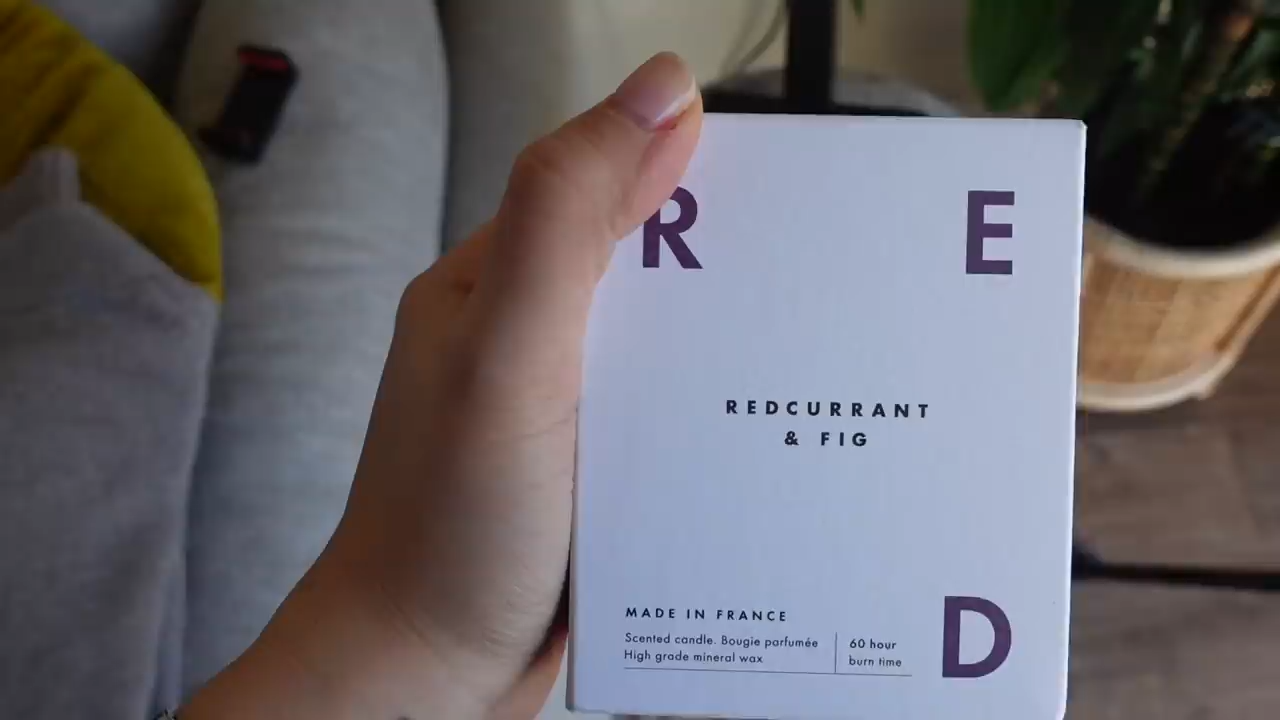 R E
REDCURRANT
& FIG
MADE IN FRANCE
Scented candle. Bougie parfumée
High grade mineral wax
60 hour
burn time
D